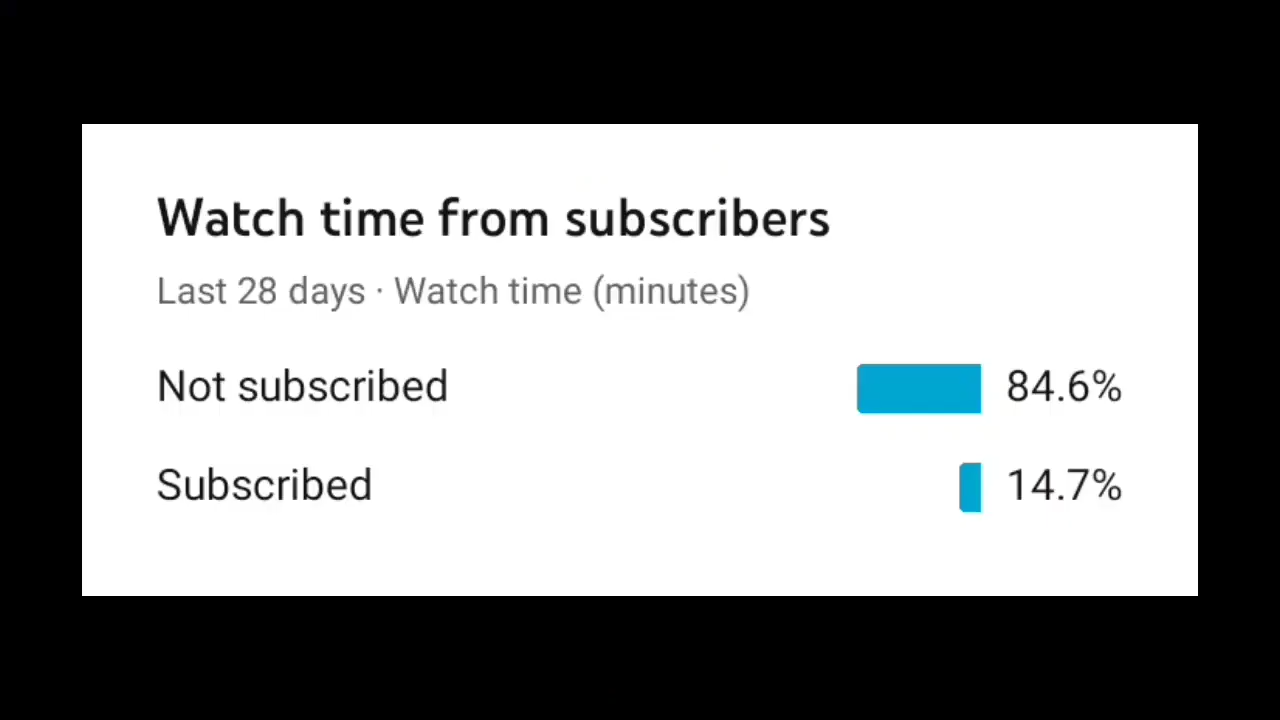 Watch time from subscribers
Last 28 days · Watch time (minutes)
Not subscribed 84.6%
Subscribed 14.7%